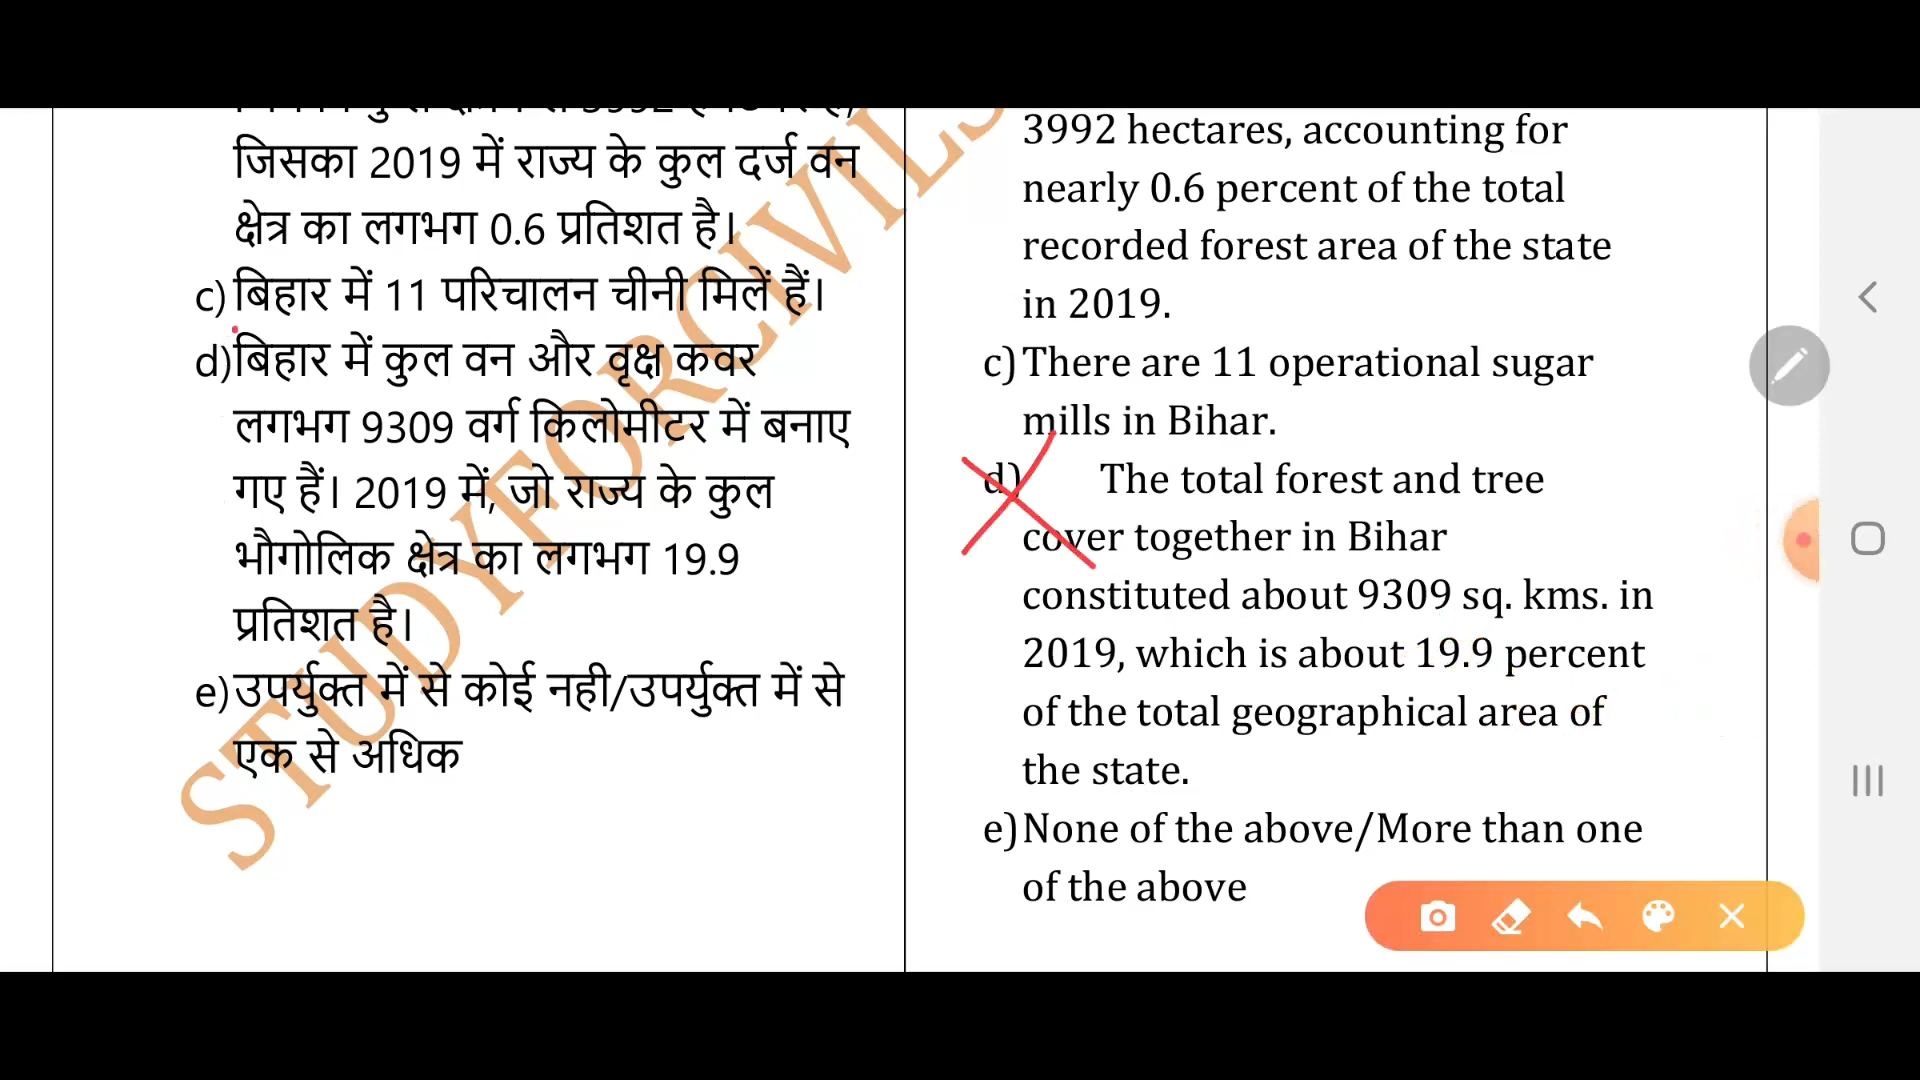 जिसका 2019 में राज्य के कुल दर्ज वन
क्षेत्र का लगभग 0.6 प्रतिशत है।
c) बिहार में 11 परिचालन चीनी मिलें हैं।
d) बिहार में कुल वन और वृक्ष कवर
लगभग 9309 वर्ग किलोमीटर में बनाए
गए हैं। 2019 में, जो राज्य के कुल
भौगोलिक क्षेत्र का लगभग 19.9
प्रतिशत है।
e) उपर्युक्त में से कोई नही/उपर्युक्त में से
एक से अधिक
3992 hectares, accounting for
nearly 0.6 percent of the total
recorded forest area of the state
in 2019.
c) There are 11 operational sugar
mills in Bihar.
d) The total forest and tree
cover together in Bihar
constituted about 9309 sq. kms. in
2019, which is about 19.9 percent
of the total geographical area of
the state.
e) None of the above/More than one
of the above
STUDYFORCIVILS